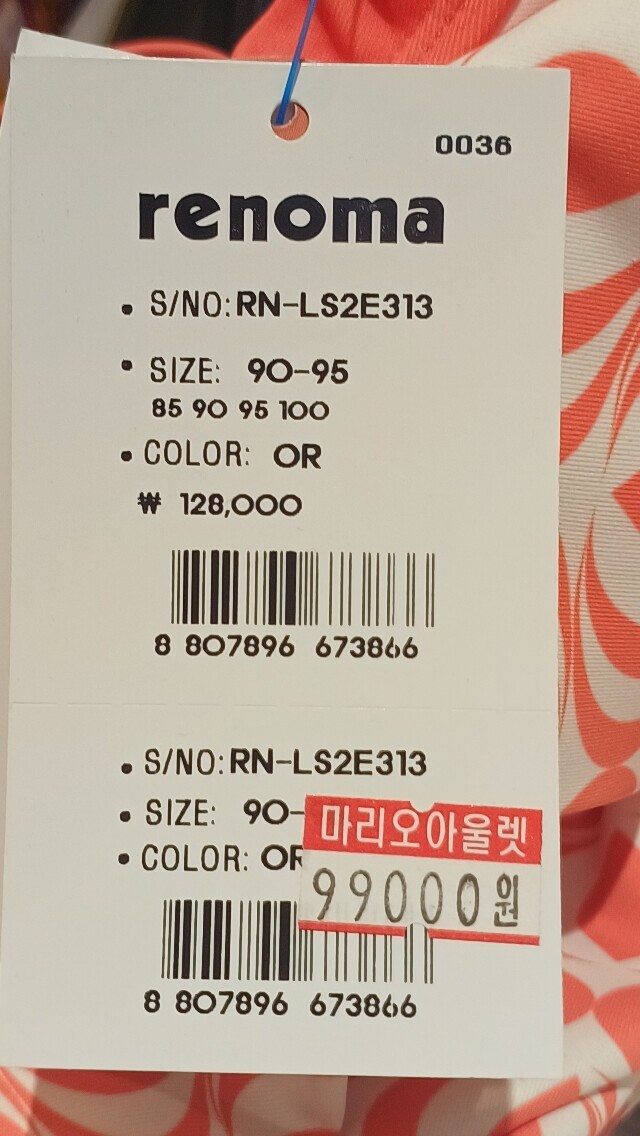 0036
renoma
• S/NO: RN-LS2E313
• SIZE: 90-95
85 90 95 100
• COLOR: OR
₩ 128,000
8 807896 673866
• S/NO: RN-LS2E313
• SIZE: 90-
마리오아울렛
• COLOR: OR
99000원
8 807896 673866